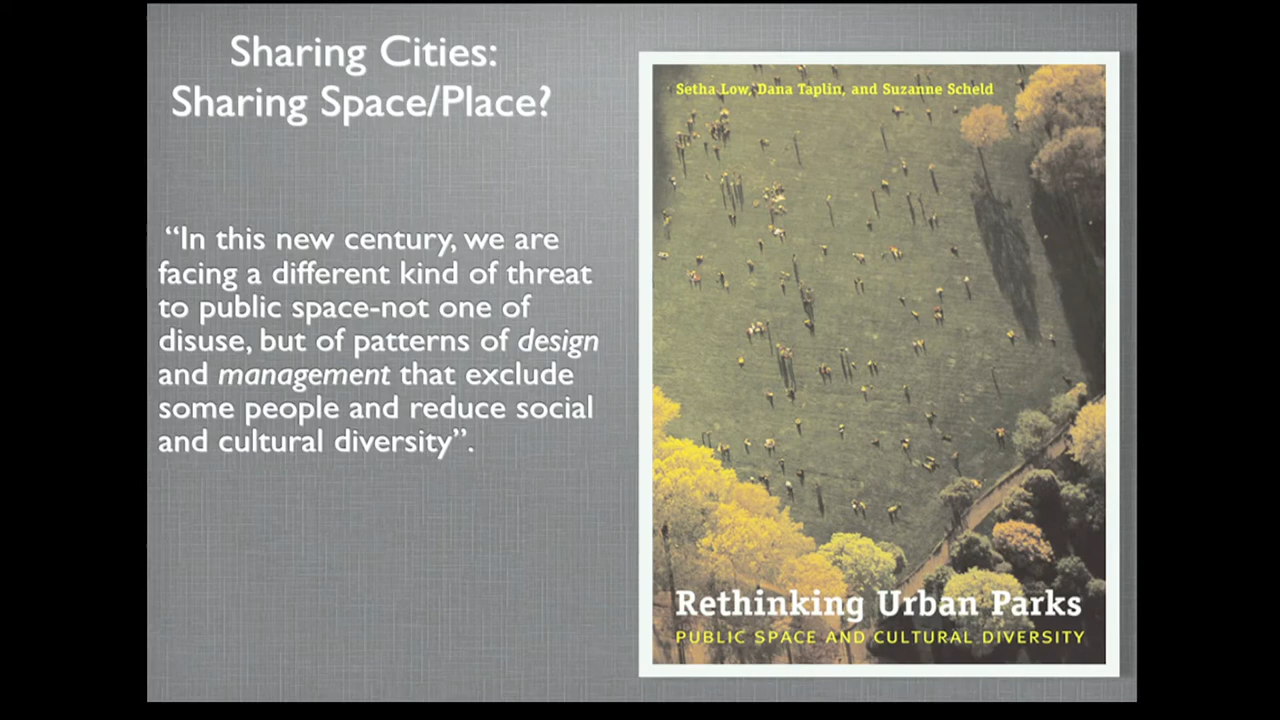 Sharing Cities:
Sharing Space/Place?
“In this new century, we are
facing a different kind of threat
to public space-not one of
disuse, but of patterns of design
and management that exclude
some people and reduce social
and cultural diversity”.
Setha Low, Dana Taplin, and Suzanne Scheld
Rethinking Urban Parks
PUBLIC SPACE AND CULTURAL DIVERSITY